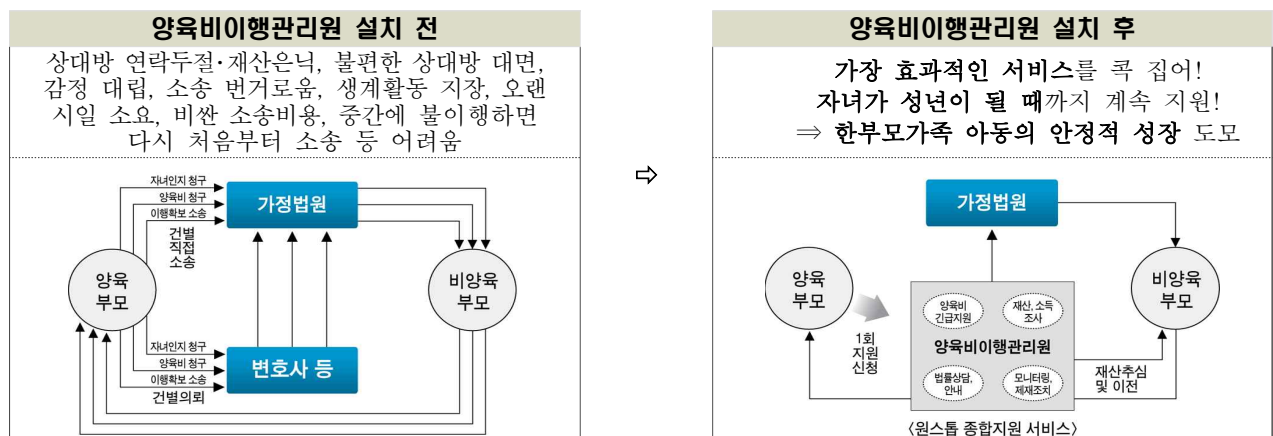 양육비이행관리원 설치 전
상대방 연락두절·재산은닉, 불편한 상대방 대면,
감정 대립, 소송 번거로움, 생계활동 지장, 오랜
시일 소요, 비싼 소송비용, 중간에 불이행하면
다시 처음부터 소송 등 어려움
자녀인지 청구
양육비 청구
이행확보 소송
건별
직접
소송
가정법원
양육
부모
비양육
부모
자녀인지 청구
양육비 청구
이행확보 소송
건별의뢰
변호사 등
⇨
양육비이행관리원 설치 후
가장 효과적인 서비스를 콕 집어!
자녀가 성년이 될 때까지 계속 지원!
⇒ 한부모가족 아동의 안정적 성장 도모
가정법원
양육
부모
비양육
부모
1회
지원
신청
양육비
긴급지원
재산, 소득
조사
양육비이행관리원
법률상담,
안내
모니터링,
제재조치
재산추심
및 이전
〈원스톱 종합지원 서비스〉